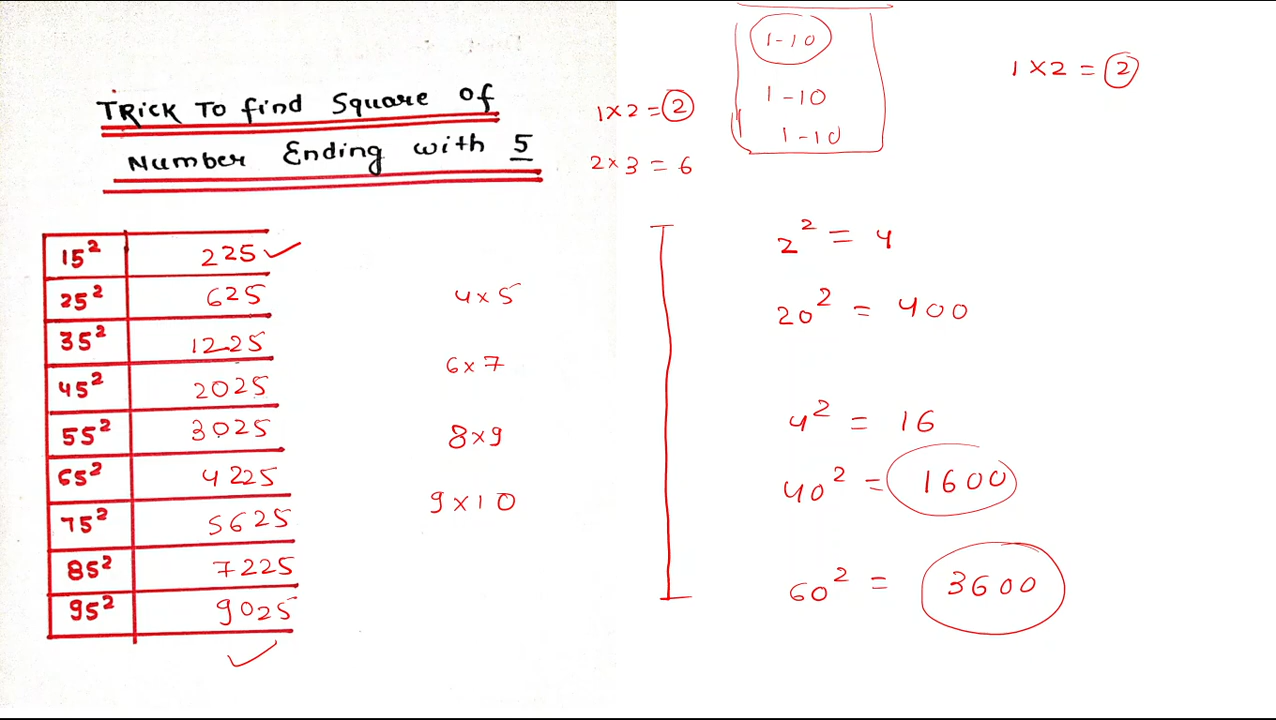 TRICK TO find Square of
Number Ending with 5
15² 225
25² 625
35² 1225
45² 2025
55² 3025
65² 4225
75² 5625
85² 7225
95² 9025
1×2 = 2
2×3 = 6
4×5
6×7
8×9
9×10
1-10
1-10
1-10
1×2 = 2
2² = 4
20² = 400
4² = 16
40² = 1600
60² = 3600